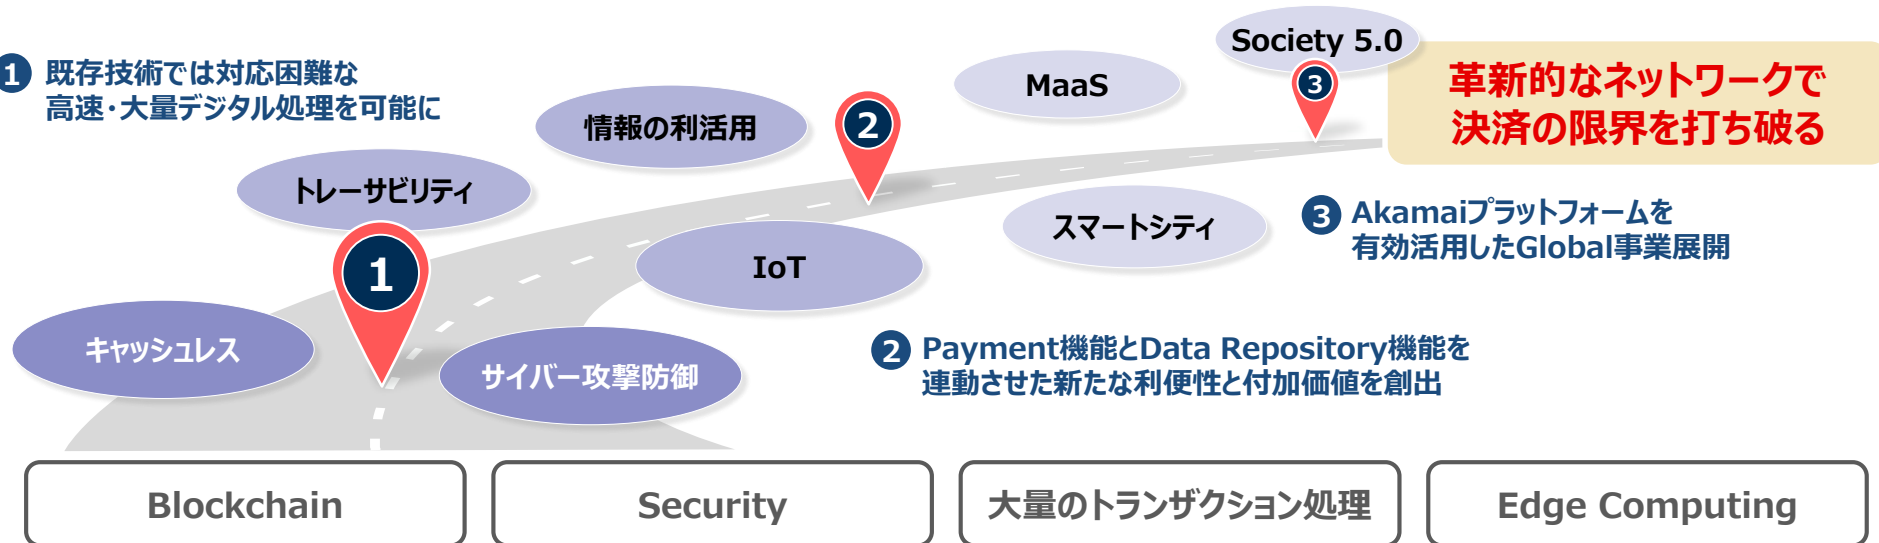 1 既存技術では対応困難な
高速・大量デジタル処理を可能に
Society 5.0
3
革新的なネットワークで
決済の限界を打ち破る
MaaS
情報の利活用
2
トレーサビリティ
1
スマートシティ
IoT
3 Akamaiプラットフォームを
有効活用したGlobal事業展開
キャッシュレス
サイバー攻撃防御
2 Payment機能とData Repository機能を
連動させた新たな利便性と付加価値を創出
Blockchain
Security
大量のトランザクション処理
Edge Computing